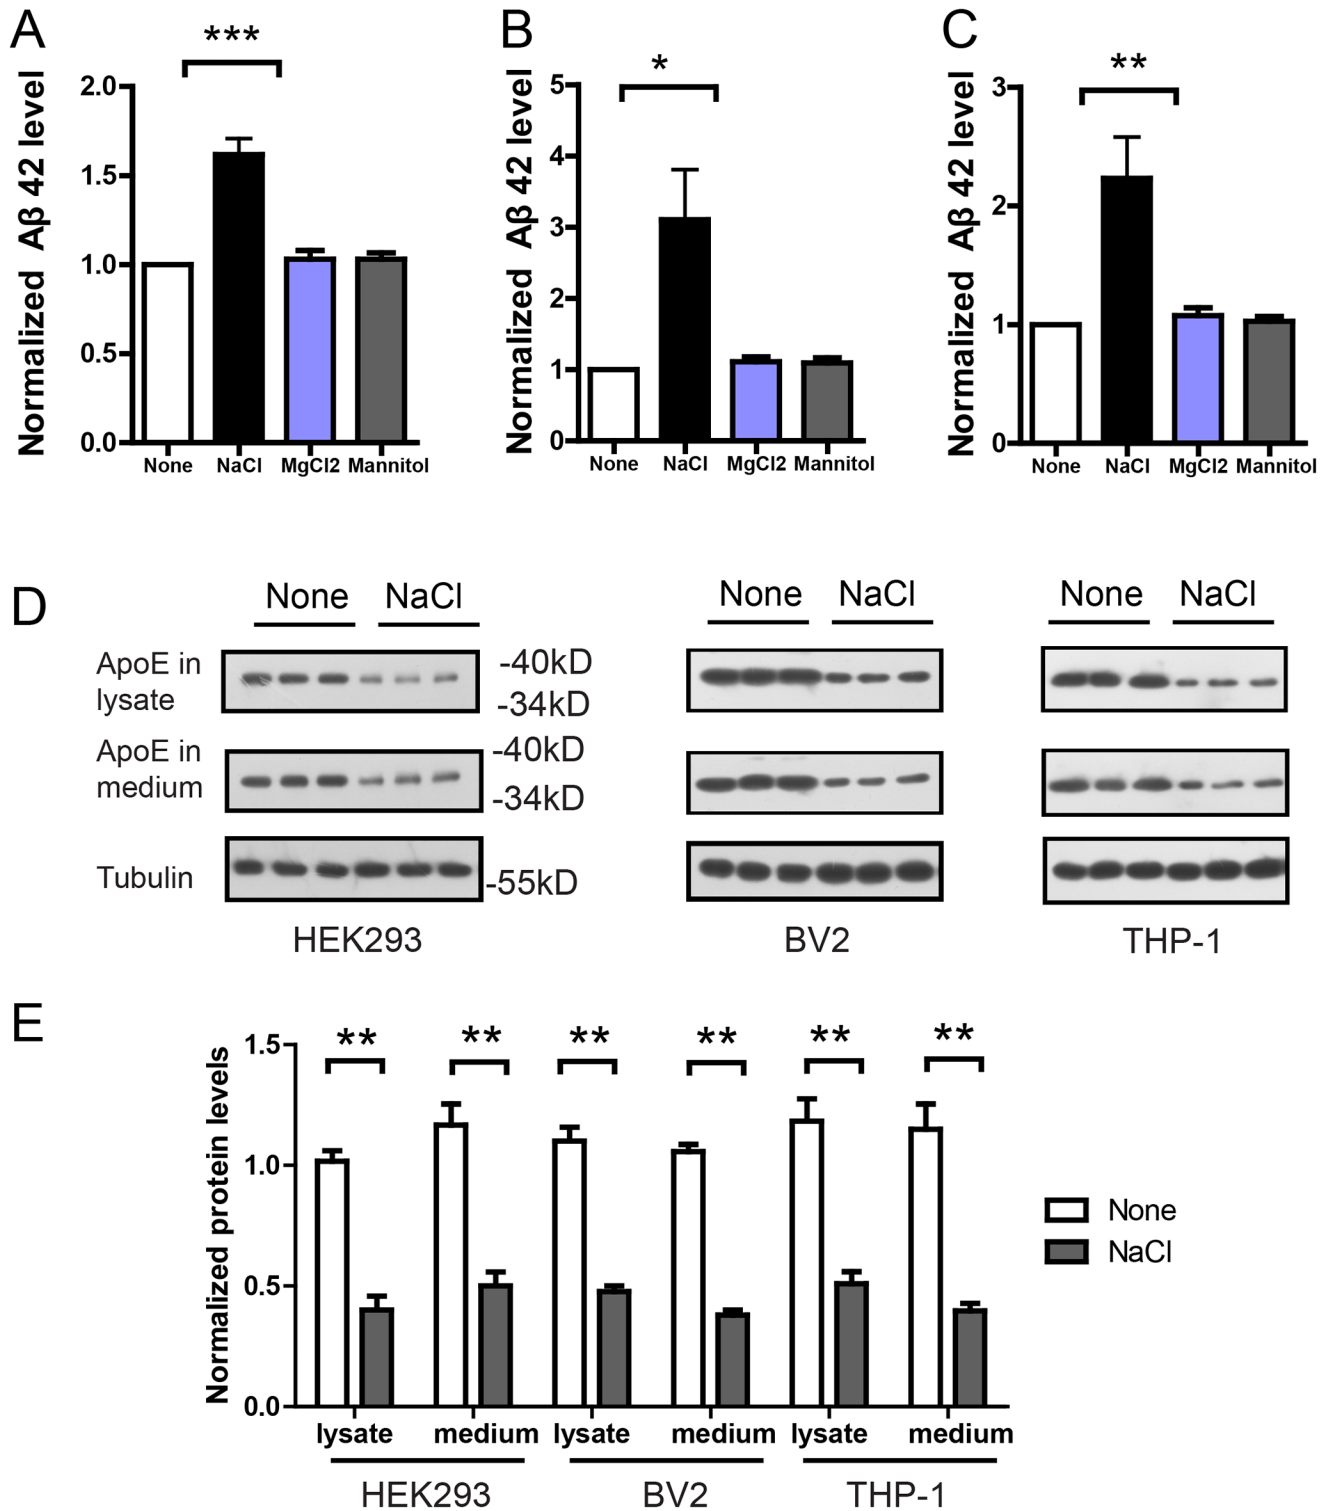 A
***
Normalized Aβ 42 level
2.0
1.5
1.0
0.5
0.0
None NaCl MgCl2 Mannitol
B
*
Normalized Aβ 42 level
5
4
3
2
1
0
None NaCl MgCl2 Mannitol
C
**
Normalized Aβ 42 level
3
2
1
0
None NaCl MgCl2 Mannitol
D
None NaCl
None NaCl
None NaCl
ApoE in
lysate
-40kD
-34kD
ApoE in
medium
-40kD
-34kD
Tubulin
-55kD
HEK293
BV2
THP-1
E
Normalized protein levels
1.5
1.0
0.5
0.0
** ** ** ** ** **
None
NaCl
lysate medium lysate medium lysate medium
HEK293 BV2 THP-1